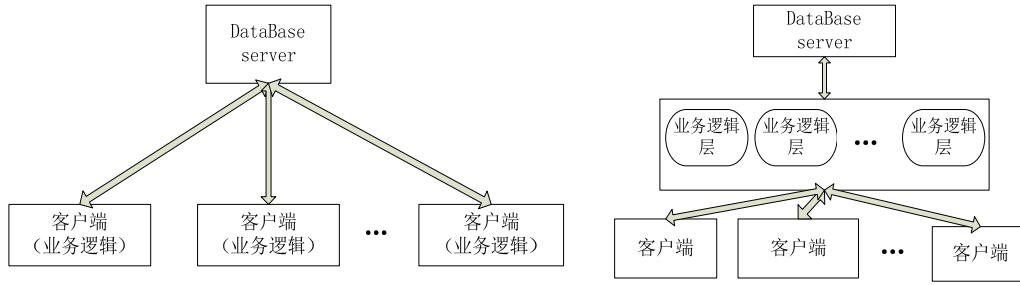 DataBase
server
客户端
（业务逻辑）
客户端
（业务逻辑）
...
客户端
（业务逻辑）
DataBase
server
业务逻辑
层
业务逻辑
层
...
业务逻辑
层
客户端
客户端
...
客户端